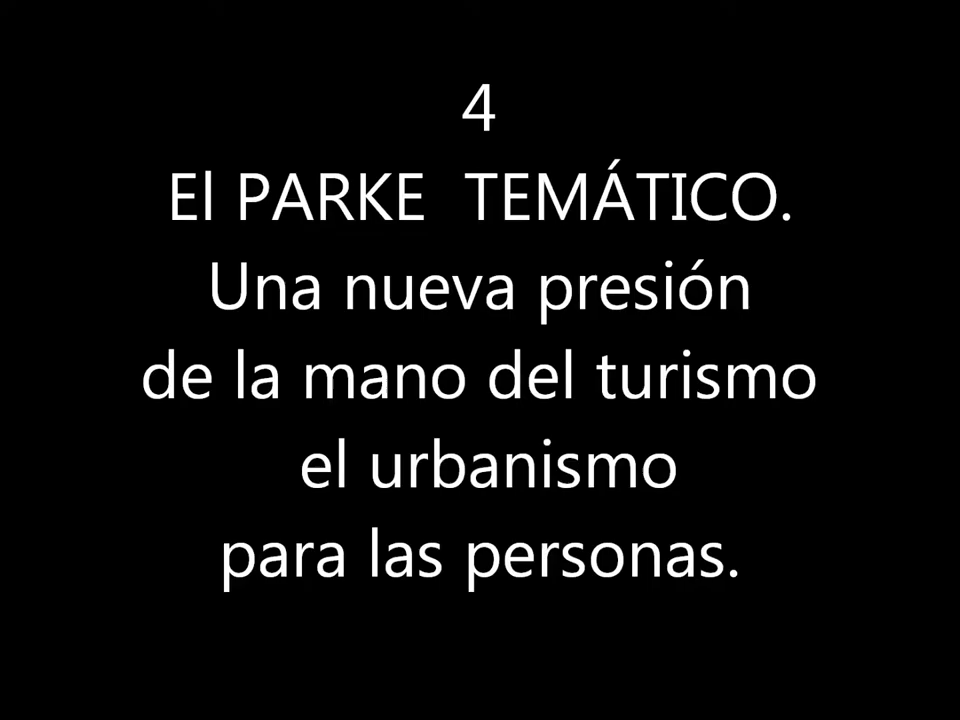 4
El PARKE  TEMÁTICO.
Una nueva presión
de la mano del turismo
el urbanismo
para las personas.